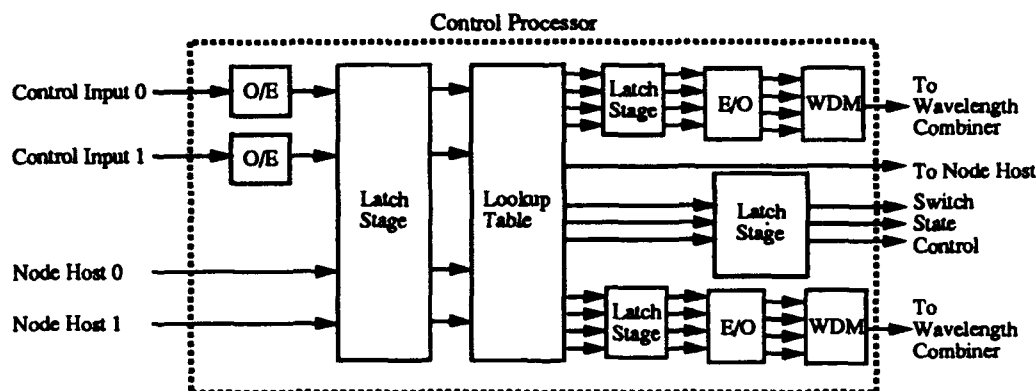 Control Processor
Control Input 0
O/E
Control Input 1
O/E
Node Host 0
Node Host 1
Latch
Stage
Lookup
Table
Latch
Stage
E/O
WDM
To
Wavelength
Combiner
To Node Host
Latch
Stage
Switch
State
Control
Latch
Stage
E/O
WDM
To
Wavelength
Combiner